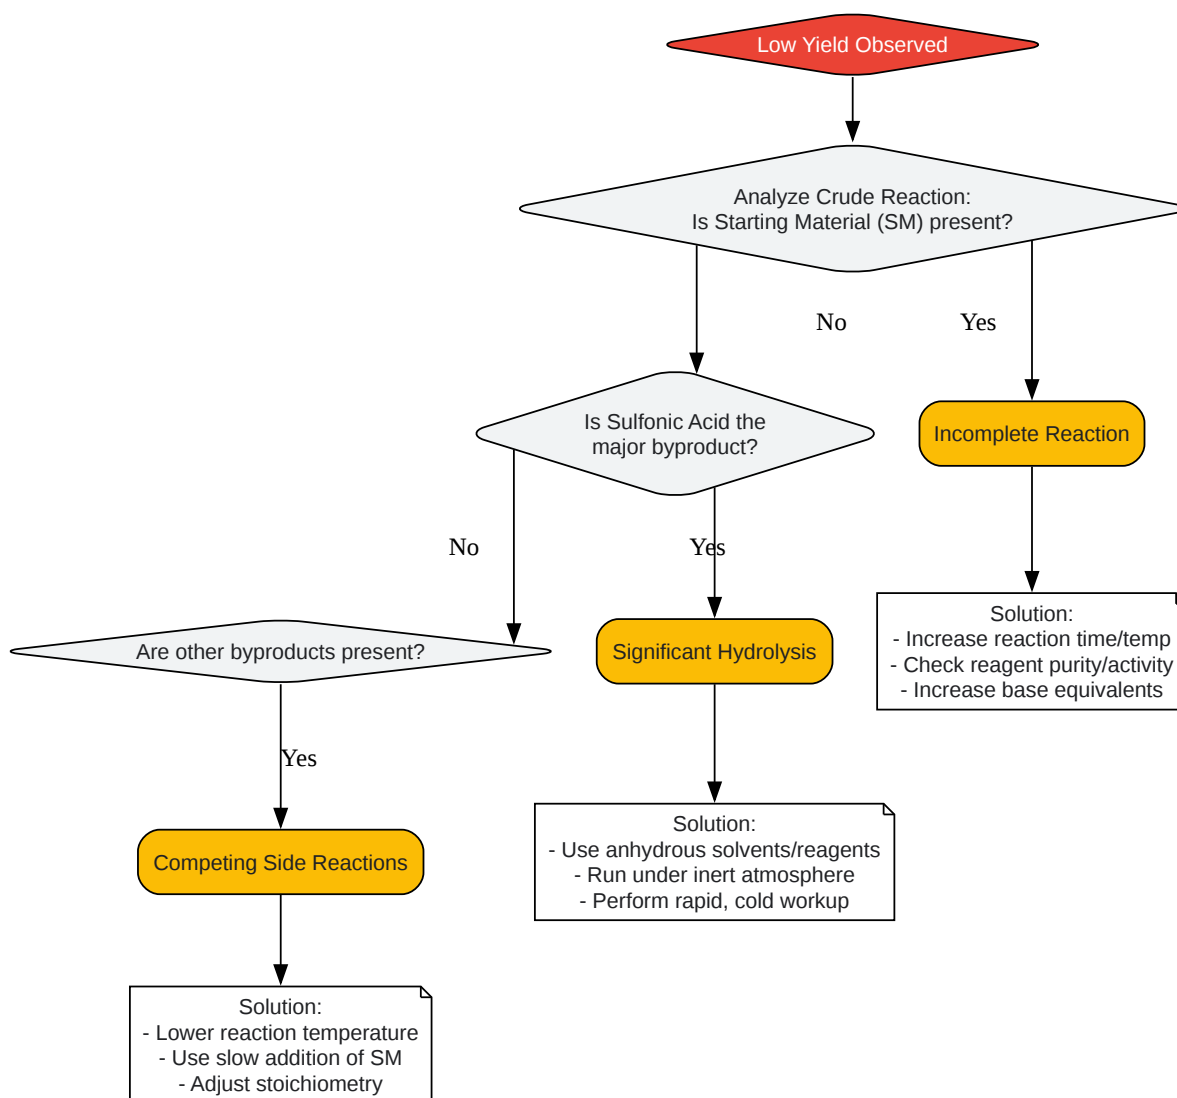 Low Yield Observed
Analyze Crude Reaction:
Is Starting Material (SM) present?
No
Yes
Is Sulfonic Acid the
major byproduct?
Incomplete Reaction
No
Yes
Solution:
- Increase reaction time/temp
- Check reagent purity/activity
- Increase base equivalents
Are other byproducts present?
Significant Hydrolysis
Yes
Solution:
- Use anhydrous solvents/reagents
- Run under inert atmosphere
- Perform rapid, cold workup
Competing Side Reactions
Solution:
- Lower reaction temperature
- Use slow addition of SM
- Adjust stoichiometry